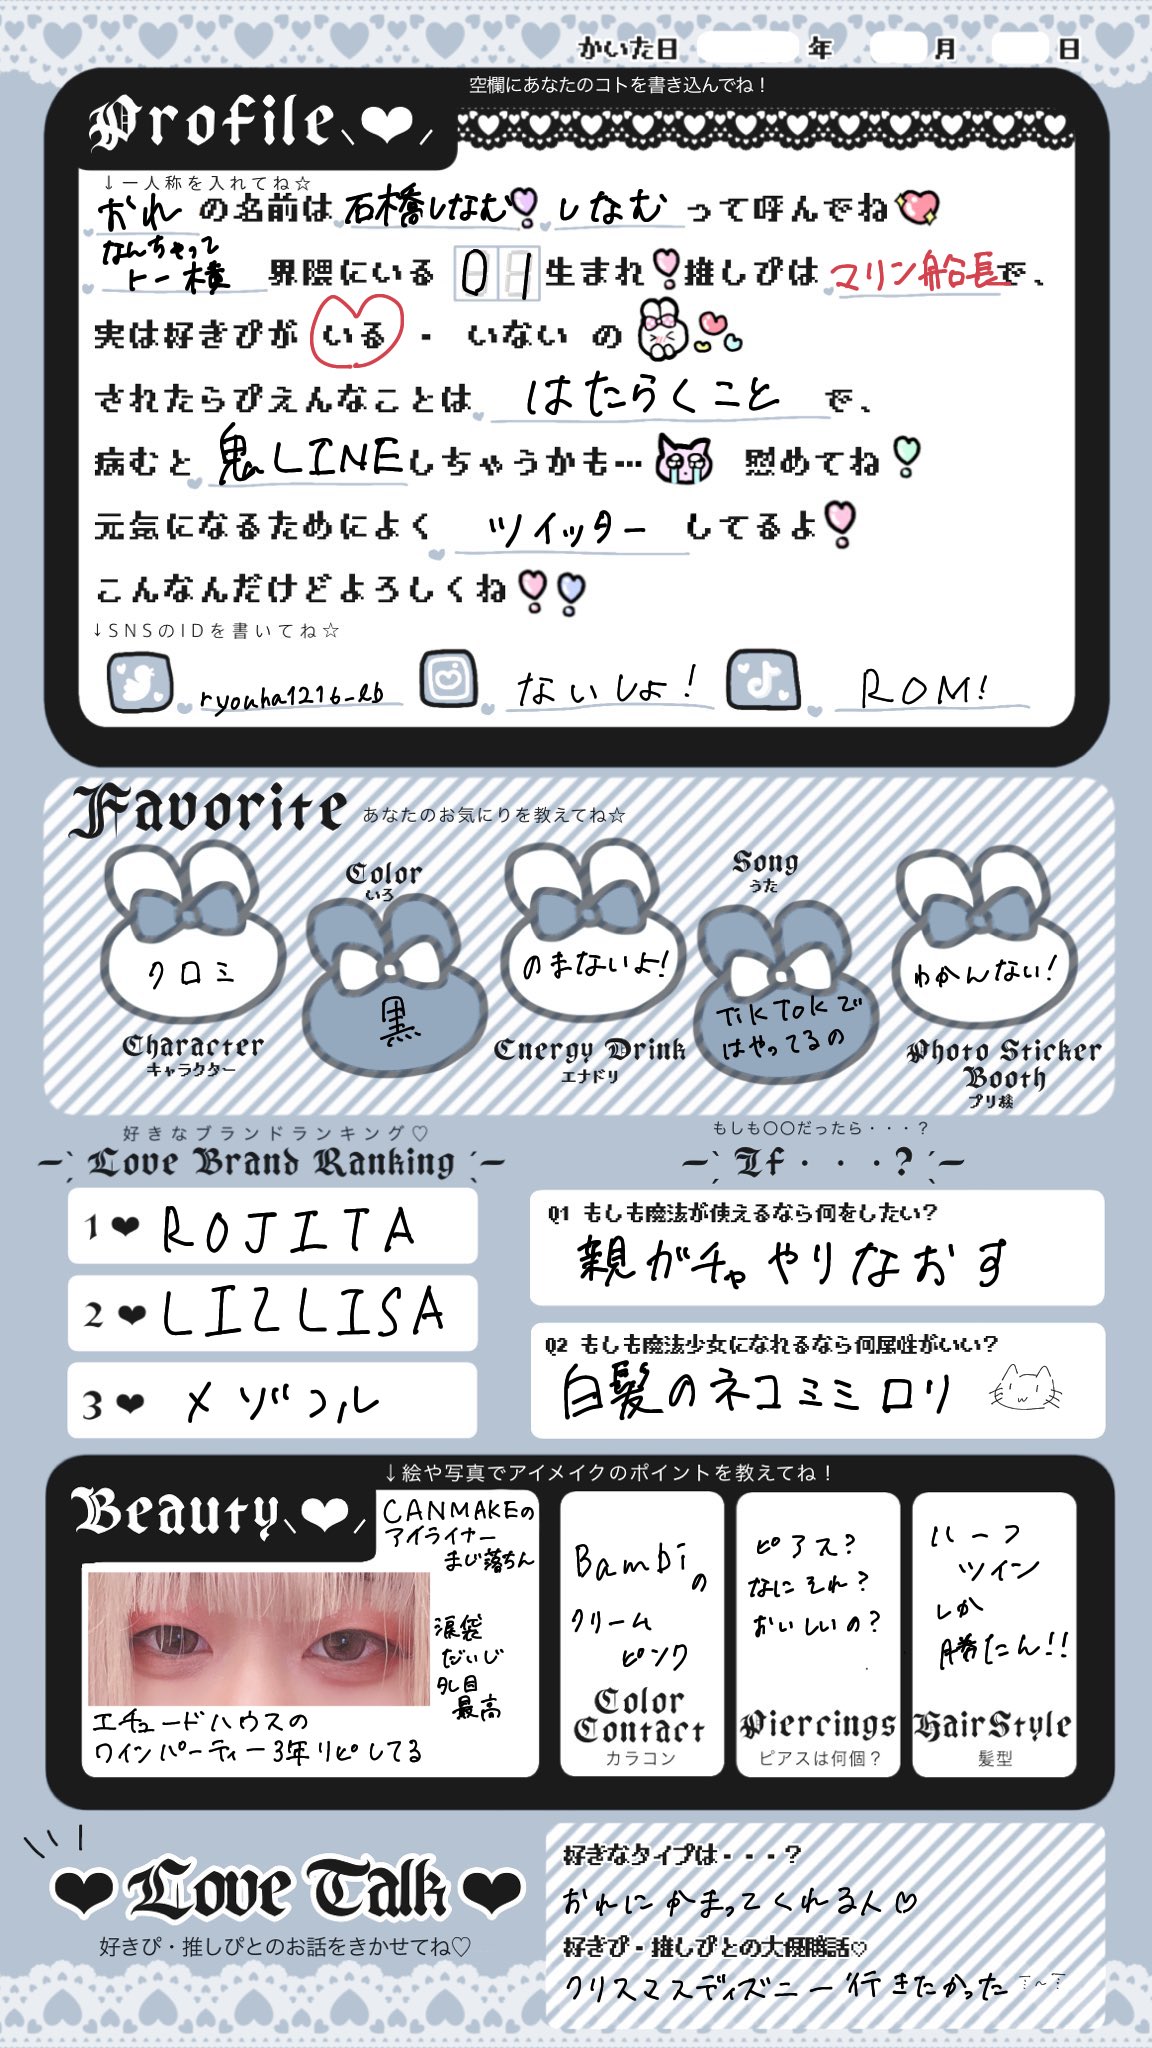 かいた日 年 月 日
空欄にあなたのコトを書き込んでね！
Profile
↓一人称を入れてね☆
おれ の名前は 石橋しなむ しなむ って呼んでね
なんちゃって
トー横 界隈にいる 01 生まれ 推しぴは マリン船長 で、
実は好きぴが いる ・ いない の
されたらぴえんなことは はたらくこと で、
病むと 鬼LINE しちゃうかも… 慰めてね
元気になるためによく ツイッター してるよ
こんなんだけどよろしくね
↓SNSのIDを書いてね☆
ryouha1216_lb ないしょ！ ROM!
Favorite あなたのお気にりを教えてね☆
Color
いろ
Song
うた
クロミ
黒
のまないよ！
TikTokで
はやってるの
わかんない！
Character
キャラクター
Energy Drink
エナドリ
Photo Sticker
Booth
プリ機
好きなブランドランキング♡
Love Brand Ranking
1 ROJITA
2 LIZLISA
3 メゾコル
もしも〇〇だったら・・・？
If・・・?
Q1 もしも魔法が使えるなら何をしたい？
親ガチャやりなおす
Q2 もしも魔法少女になれるなら何属性がいい？
白髪のネコミミロリ
↓絵や写真でアイメイクのポイントを教えてね！
Beauty
CANMAKEの
アイライナー
まじ落ちん
涙袋
だいじ
タレ目
最高
エチュードハウスの
ワインパーティー3年リピしてる
Bambiの
クリーム
ピンク
Color
Contact
カラコン
ピアス？
なにそれ？
おいしいの？
Piercings
ピアスは何個？
ハーフ
ツイン
しか
勝たん!!
HairStyle
髪型
Love Talk
好きぴ・推しぴとのお話をきかせてね♡
好きなタイプは・・・？
おれにかまってくれる人♡
好きぴ・推しぴとの大優勝話♡
クリスマスディズニー行きたかった